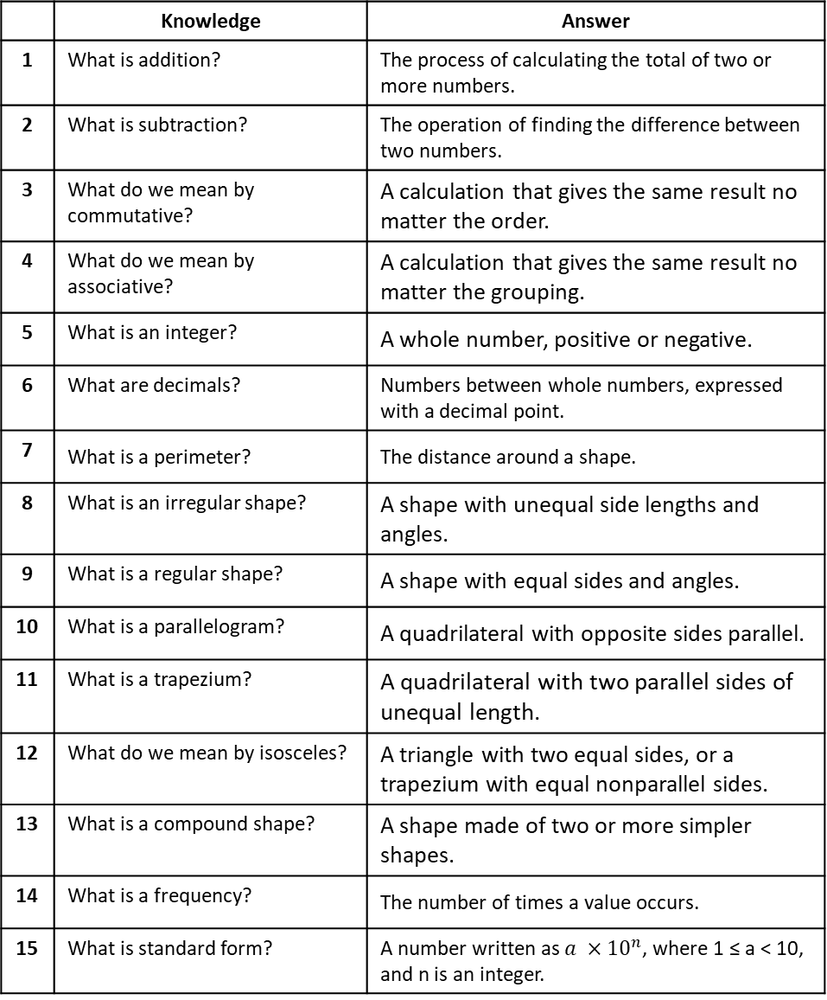 Knowledge Answer
1 What is addition? The process of calculating the total of two or
more numbers.
2 What is subtraction? The operation of finding the difference between
two numbers.
3 What do we mean by
commutative?
A calculation that gives the same result no
matter the order.
4 What do we mean by
associative?
A calculation that gives the same result no
matter the grouping.
5 What is an integer? A whole number, positive or negative.
6 What are decimals? Numbers between whole numbers, expressed
with a decimal point.
7 What is a perimeter? The distance around a shape.
8 What is an irregular shape? A shape with unequal side lengths and
angles.
9 What is a regular shape? A shape with equal sides and angles.
10 What is a parallelogram? A quadrilateral with opposite sides parallel.
11 What is a trapezium? A quadrilateral with two parallel sides of
unequal length.
12 What do we mean by isosceles? A triangle with two equal sides, or a
trapezium with equal nonparallel sides.
13 What is a compound shape? A shape made of two or more simpler
shapes.
14 What is a frequency? The number of times a value occurs.
15 What is standard form? A number written as a × 10ⁿ, where 1 ≤ a < 10,
and n is an integer.